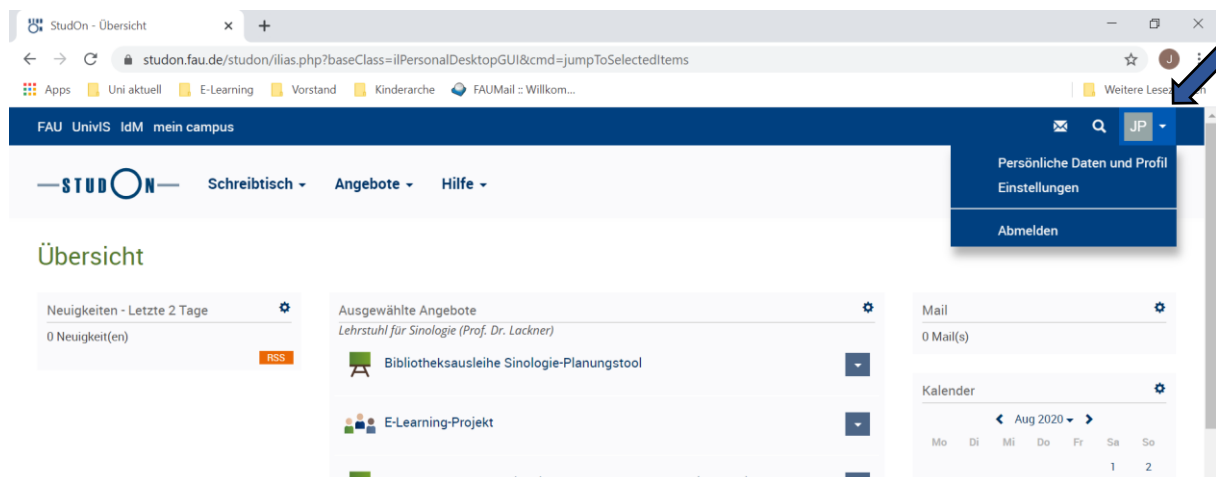 StudOn - Übersicht
studon.fau.de/studon/ilias.php?baseClass=ilPersonalDesktopGUI&cmd=jumpToSelectedItems
J
Apps Uni aktuell E-Learning Vorstand Kinderarche FAUMail :: Willkom... Weitere
FAU UnivIS IdM mein campus
JP
Persönliche Daten und Profil
Einstellungen
Abmelden
STUDON Schreibtisch Angebote Hilfe
Übersicht
Neuigkeiten - Letzte 2 Tage
0 Neuigkeit(en)
RSS
Ausgewählte Angebote
Lehrstuhl für Sinologie (Prof. Dr. Lackner)
Bibliotheksausleihe Sinologie-Planungstool
E-Learning-Projekt
Mail
0 Mail(s)
Kalender
Aug 2020
Mo Di Mi Do Fr Sa So
1 2